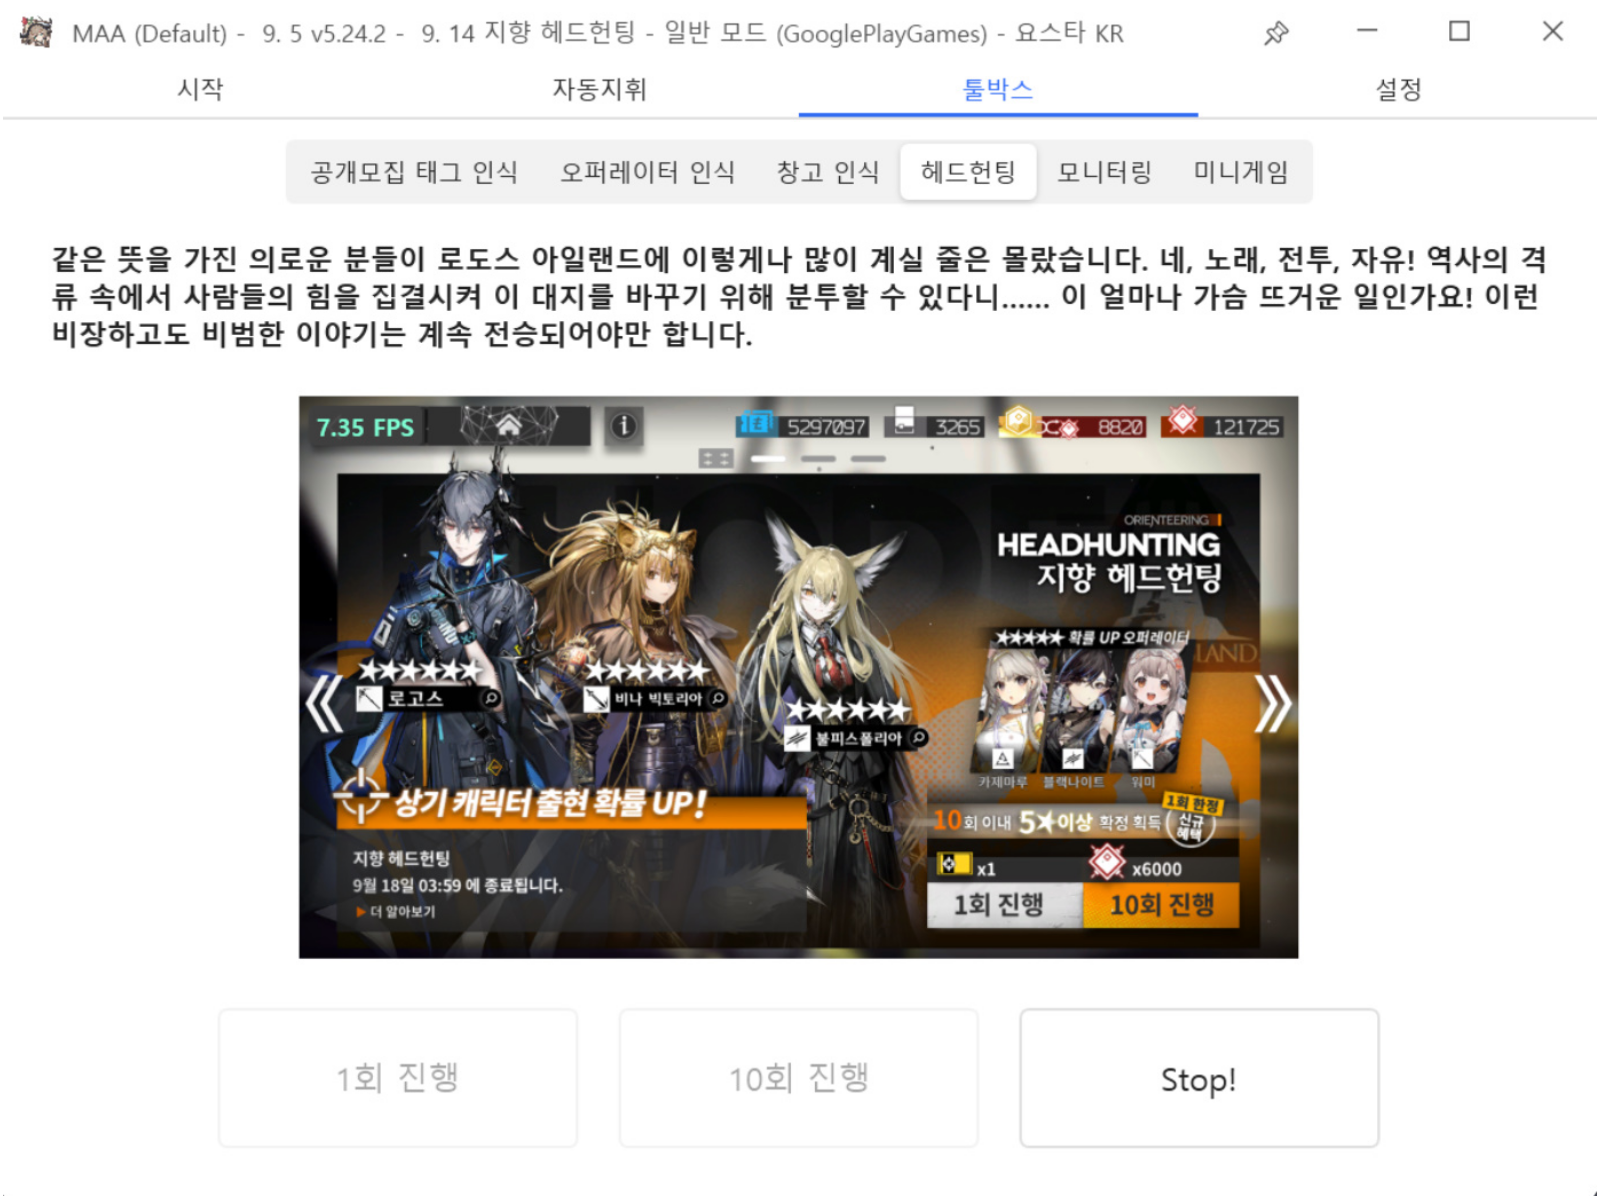 MAA (Default) - 9. 5 v5.24.2 - 9. 14 지향 헤드헌팅 - 일반 모드 (GooglePlayGames) - 요스타 KR
시작 자동지휘 툴박스 설정
공개모집 태그 인식 오퍼레이터 인식 창고 인식 헤드헌팅 모니터링 미니게임
같은 뜻을 가진 의로운 분들이 로도스 아일랜드에 이렇게나 많이 계실 줄은 몰랐습니다. 네, 노래, 전투, 자유! 역사의 격
류 속에서 사람들의 힘을 집결시켜 이 대지를 바꾸기 위해 분투할 수 있다니...... 이 얼마나 가슴 뜨거운 일인가요! 이런
비장하고도 비범한 이야기는 계속 전승되어야만 합니다.
7.35 FPS 5297097 3265 8820 121725
ORIENTEERING
HEADHUNTING
지향 헤드헌팅
★★★★★ 확률 UP 오퍼레이터
LAND
★★★★★★
로고스
★★★★★★
비나 빅토리아
★★★★★★
불피스폴리아
카제마루 블랙나이트 워미
상기 캐릭터 출현 확률 UP!
1회 한정
신규
혜택
10회 이내 5★이상 확정 획득
지향 헤드헌팅
9월 18일 03:59 에 종료됩니다.
▶더 알아보기
x1 x6000
1회 진행 10회 진행
1회 진행 10회 진행 Stop!